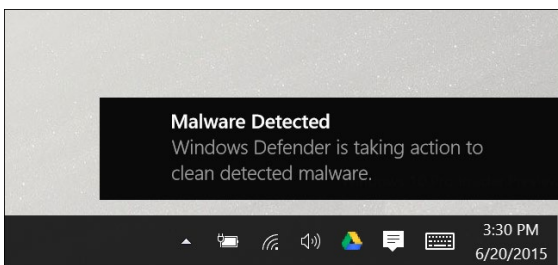 Malware Detected
Windows Defender is taking action to
clean detected malware.
3:30 PM
6/20/2015